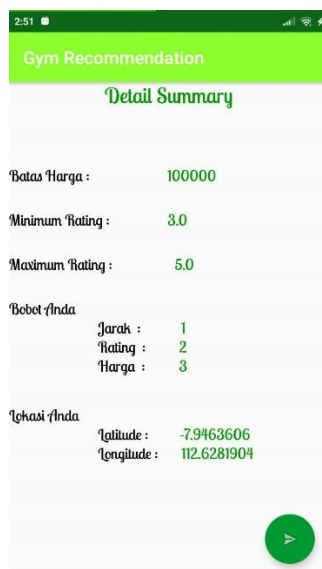 2:51
Gym Recommendation
Detail Summary
Batas Harga : 100000
Minimum Rating : 3.0
Maximum Rating : 5.0
Bobot Anda
Jarak : 1
Rating : 2
Harga : 3
Lokasi Anda
Latitude : -7.9463606
Longitude : 112.6281904